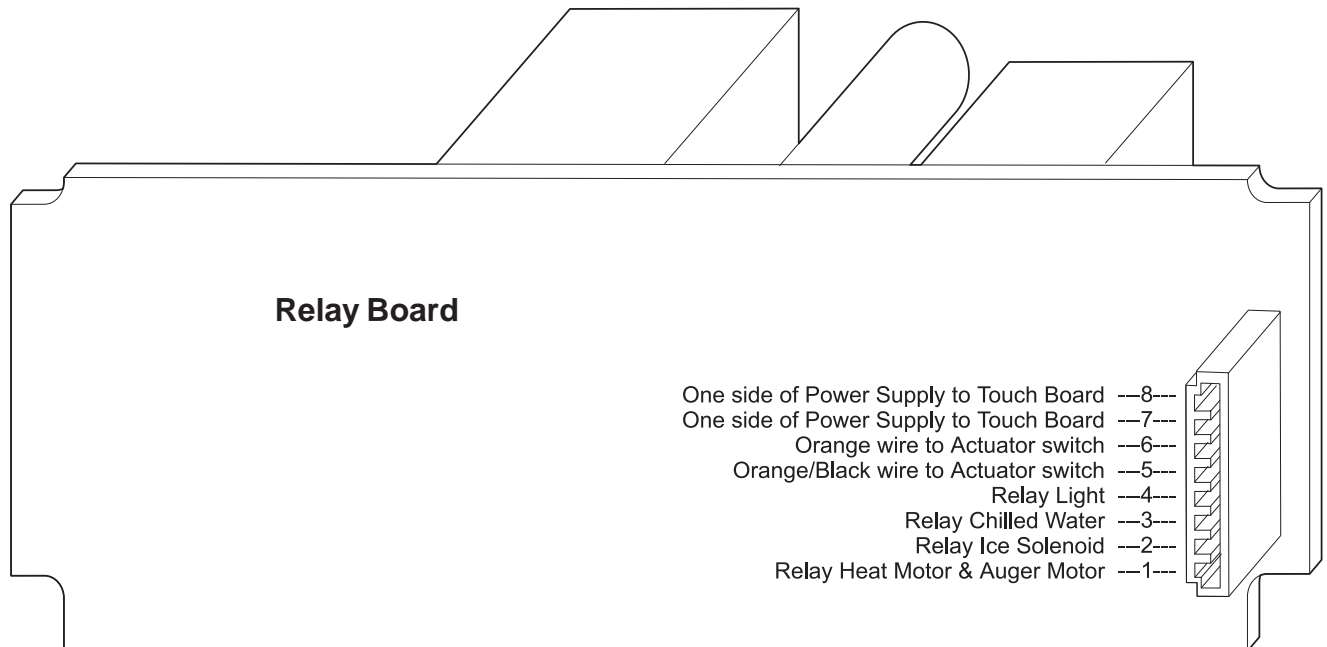 Relay Board
One side of Power Supply to Touch Board ---8---
One side of Power Supply to Touch Board ---7---
Orange wire to Actuator switch ---6---
Orange/Black wire to Actuator switch ---5---
Relay Light ---4---
Relay Chilled Water ---3---
Relay Ice Solenoid ---2---
Relay Heat Motor & Auger Motor ---1---